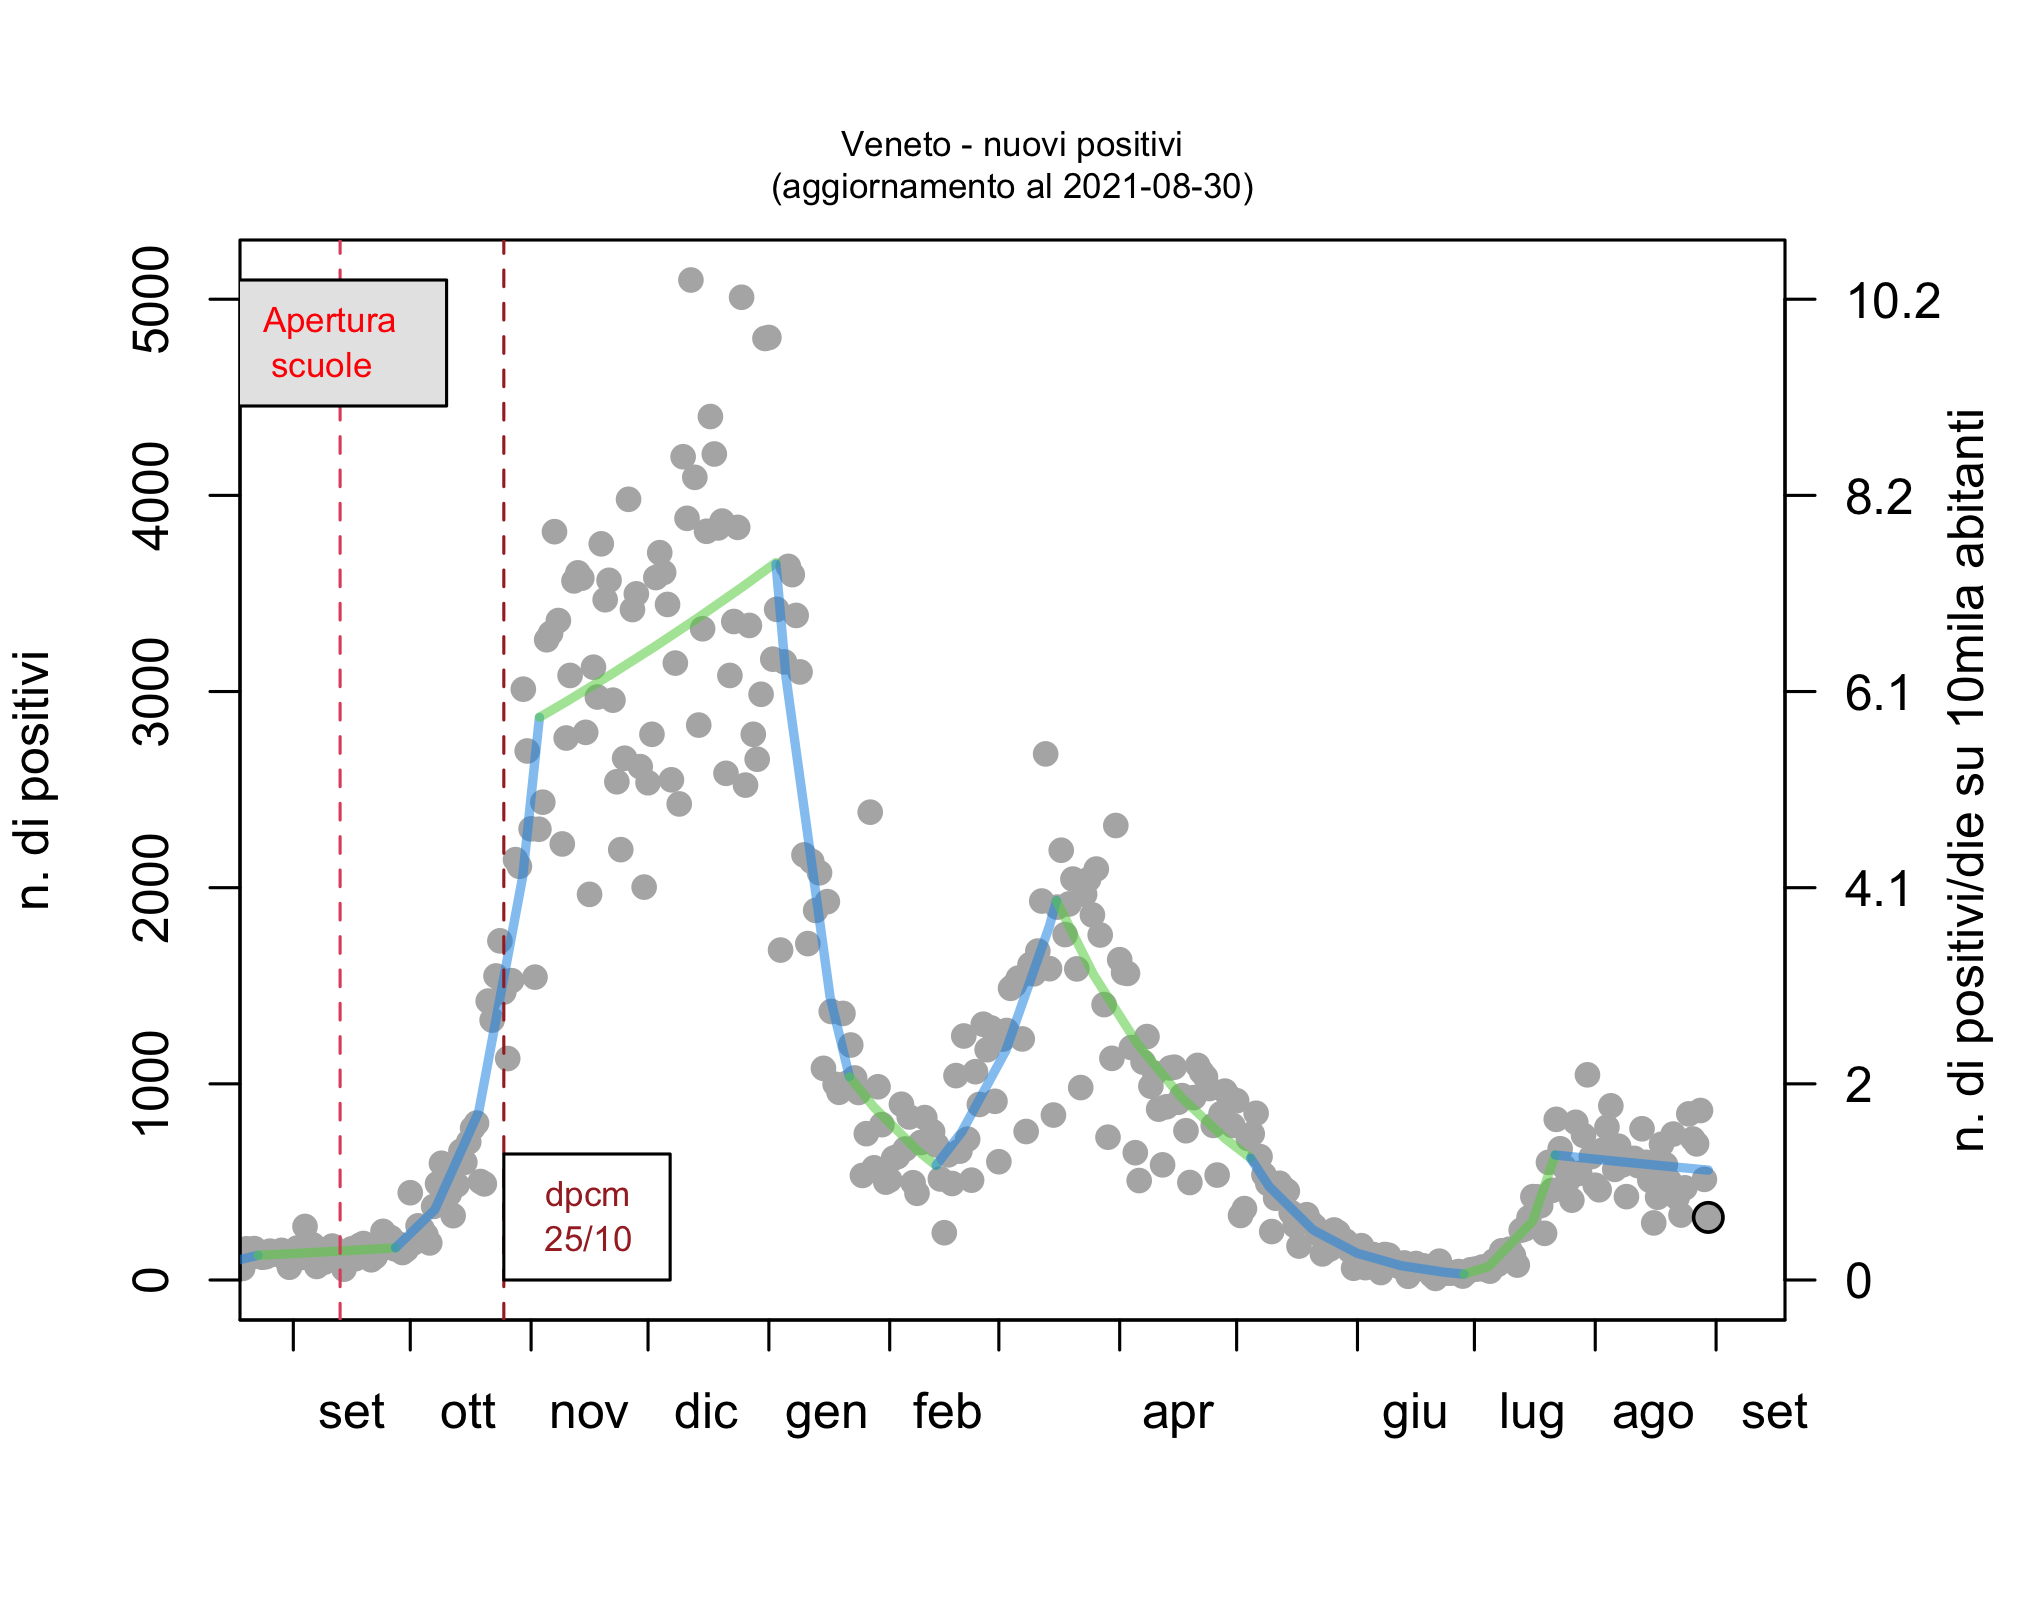 Veneto - nuovi positivi
(aggiornamento al 2021-08-30)
Apertura
scuole
dpcm
25/10
n. di positivi
5000
4000
3000
2000
1000
0
10.2
8.2
6.1
4.1
2
0
n. di positivi/die su 10mila abitanti
set ott nov dic gen feb apr giu lug ago set